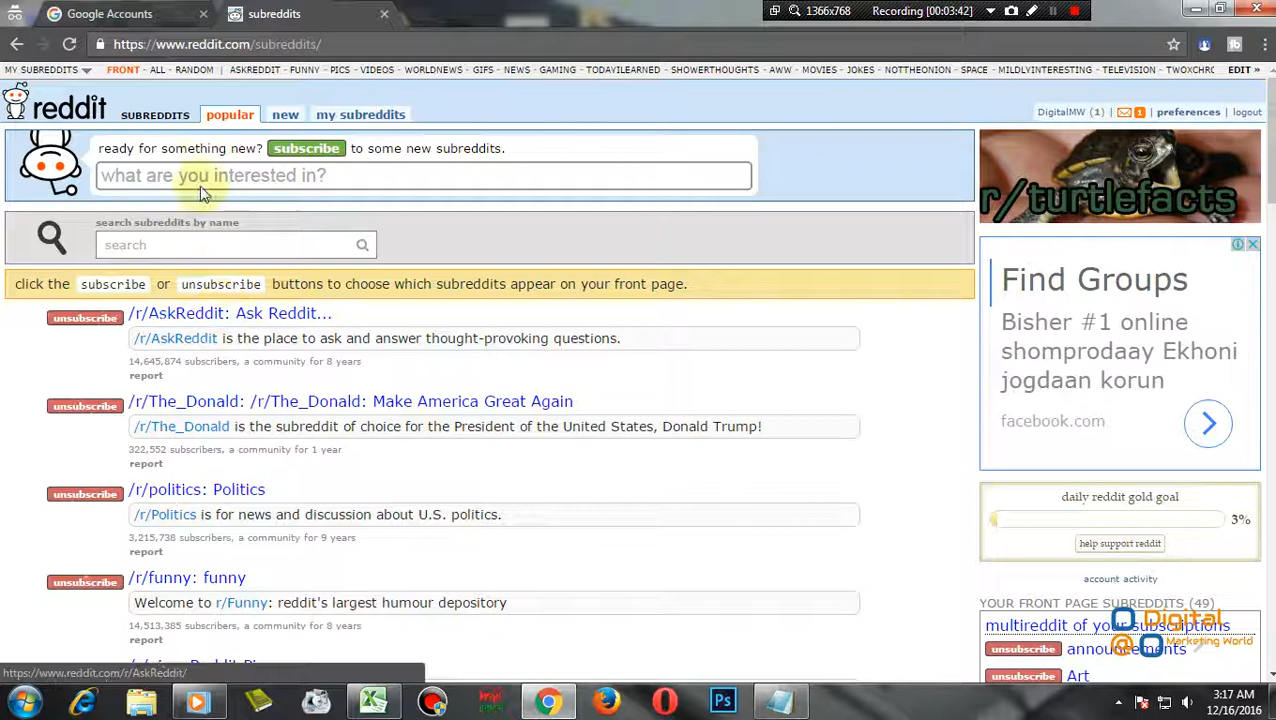 Google Accounts
subreddits
1366x768
Recording [00:03:42]
https://www.reddit.com/subreddits/
MY SUBREDDITS FRONT - ALL - RANDOM | ASKREDDIT - FUNNY - PICS - VIDEOS - WORLDNEWS - GIFS - NEWS - GAMING - TODAYILEARNED - SHOWERTHOUGHTS - AWW - MOVIES - JOKES - NOTTHEONION - SPACE - MILDLYINTERESTING - TELEVISION - TWOXCHRC EDIT »
reddit SUBREDDITS popular new my subreddits
DigitalMW (1) | 1 | preferences | logout
ready for something new? subscribe to some new subreddits.
what are you interested in?
r/turtlefacts
search subreddits by name
search
click the subscribe or unsubscribe buttons to choose which subreddits appear on your front page.
unsubscribe /r/AskReddit: Ask Reddit...
/r/AskReddit is the place to ask and answer thought-provoking questions.
14,645,874 subscribers, a community for 8 years
report
unsubscribe /r/The_Donald: /r/The_Donald: Make America Great Again
/r/The_Donald is the subreddit of choice for the President of the United States, Donald Trump!
322,552 subscribers, a community for 1 year
report
unsubscribe /r/politics: Politics
/r/Politics is for news and discussion about U.S. politics.
3,215,738 subscribers, a community for 9 years
report
unsubscribe /r/funny: funny
Welcome to r/Funny: reddit's largest humour depository
14,513,385 subscribers, a community for 8 years
report
Find Groups
Bisher #1 online
shomprodaay Ekhoni
jogdaan korun
facebook.com
daily reddit gold goal
3%
help support reddit
account activity
YOUR FRONT PAGE SUBREDDITS (49)
multireddit of your subscriptions
unsubscribe announcements
unsubscribe Art
Digital
@ Marketing World
https://www.reddit.com/r/AskReddit/
Ps
3:17 AM
12/16/2016